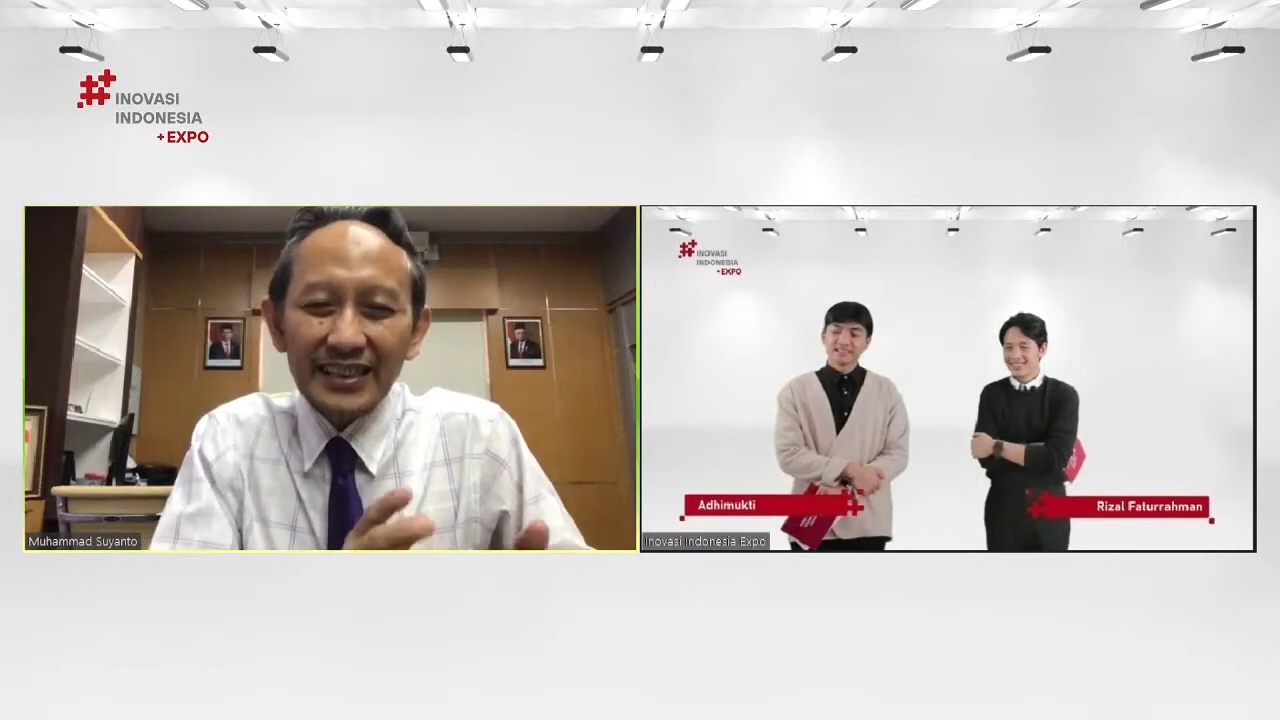 INOVASI
INDONESIA
+EXPO
INOVASI
INDONESIA
+EXPO
Adhimukti
Rizal Faturrahman
Muhammad Suyanto
Inovasi Indonesia Expo